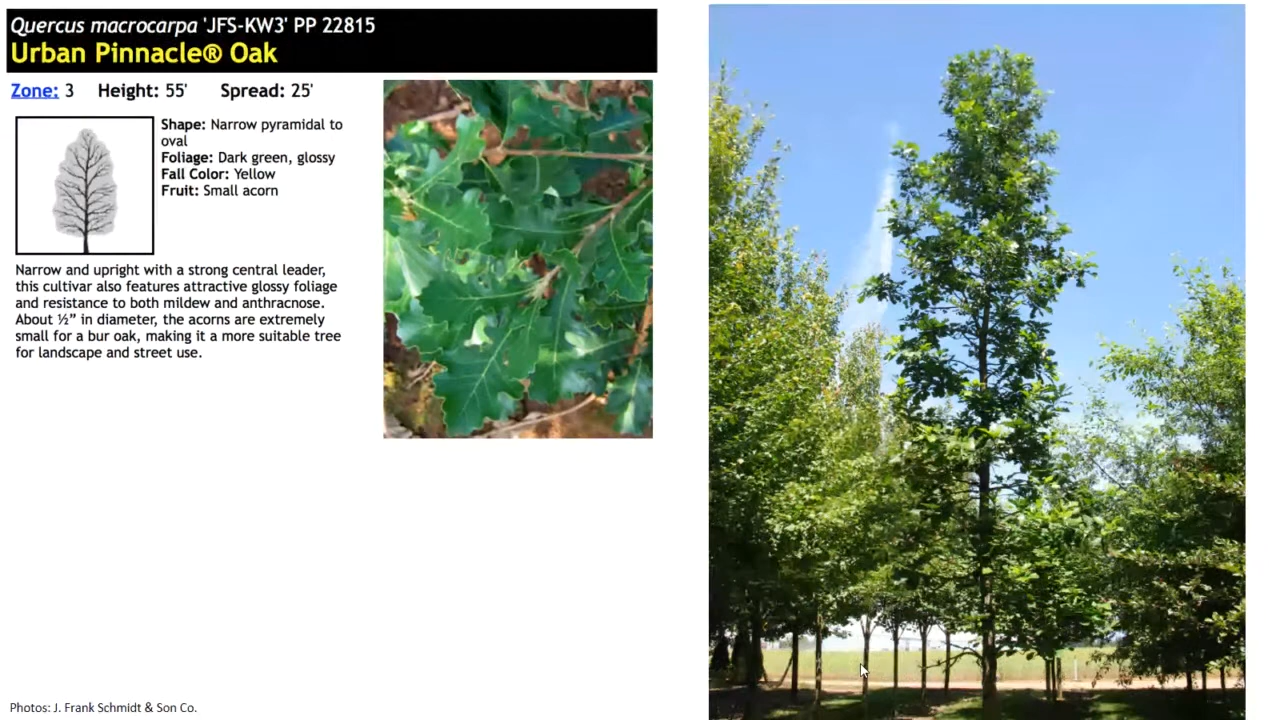 Quercus macrocarpa 'JFS-KW3' PP 22815
Urban Pinnacle® Oak
Zone: 3 Height: 55' Spread: 25'
Shape: Narrow pyramidal to
oval
Foliage: Dark green, glossy
Fall Color: Yellow
Fruit: Small acorn
Narrow and upright with a strong central leader,
this cultivar also features attractive glossy foliage
and resistance to both mildew and anthracnose.
About ½” in diameter, the acorns are extremely
small for a bur oak, making it a more suitable tree
for landscape and street use.
Photos: J. Frank Schmidt & Son Co.